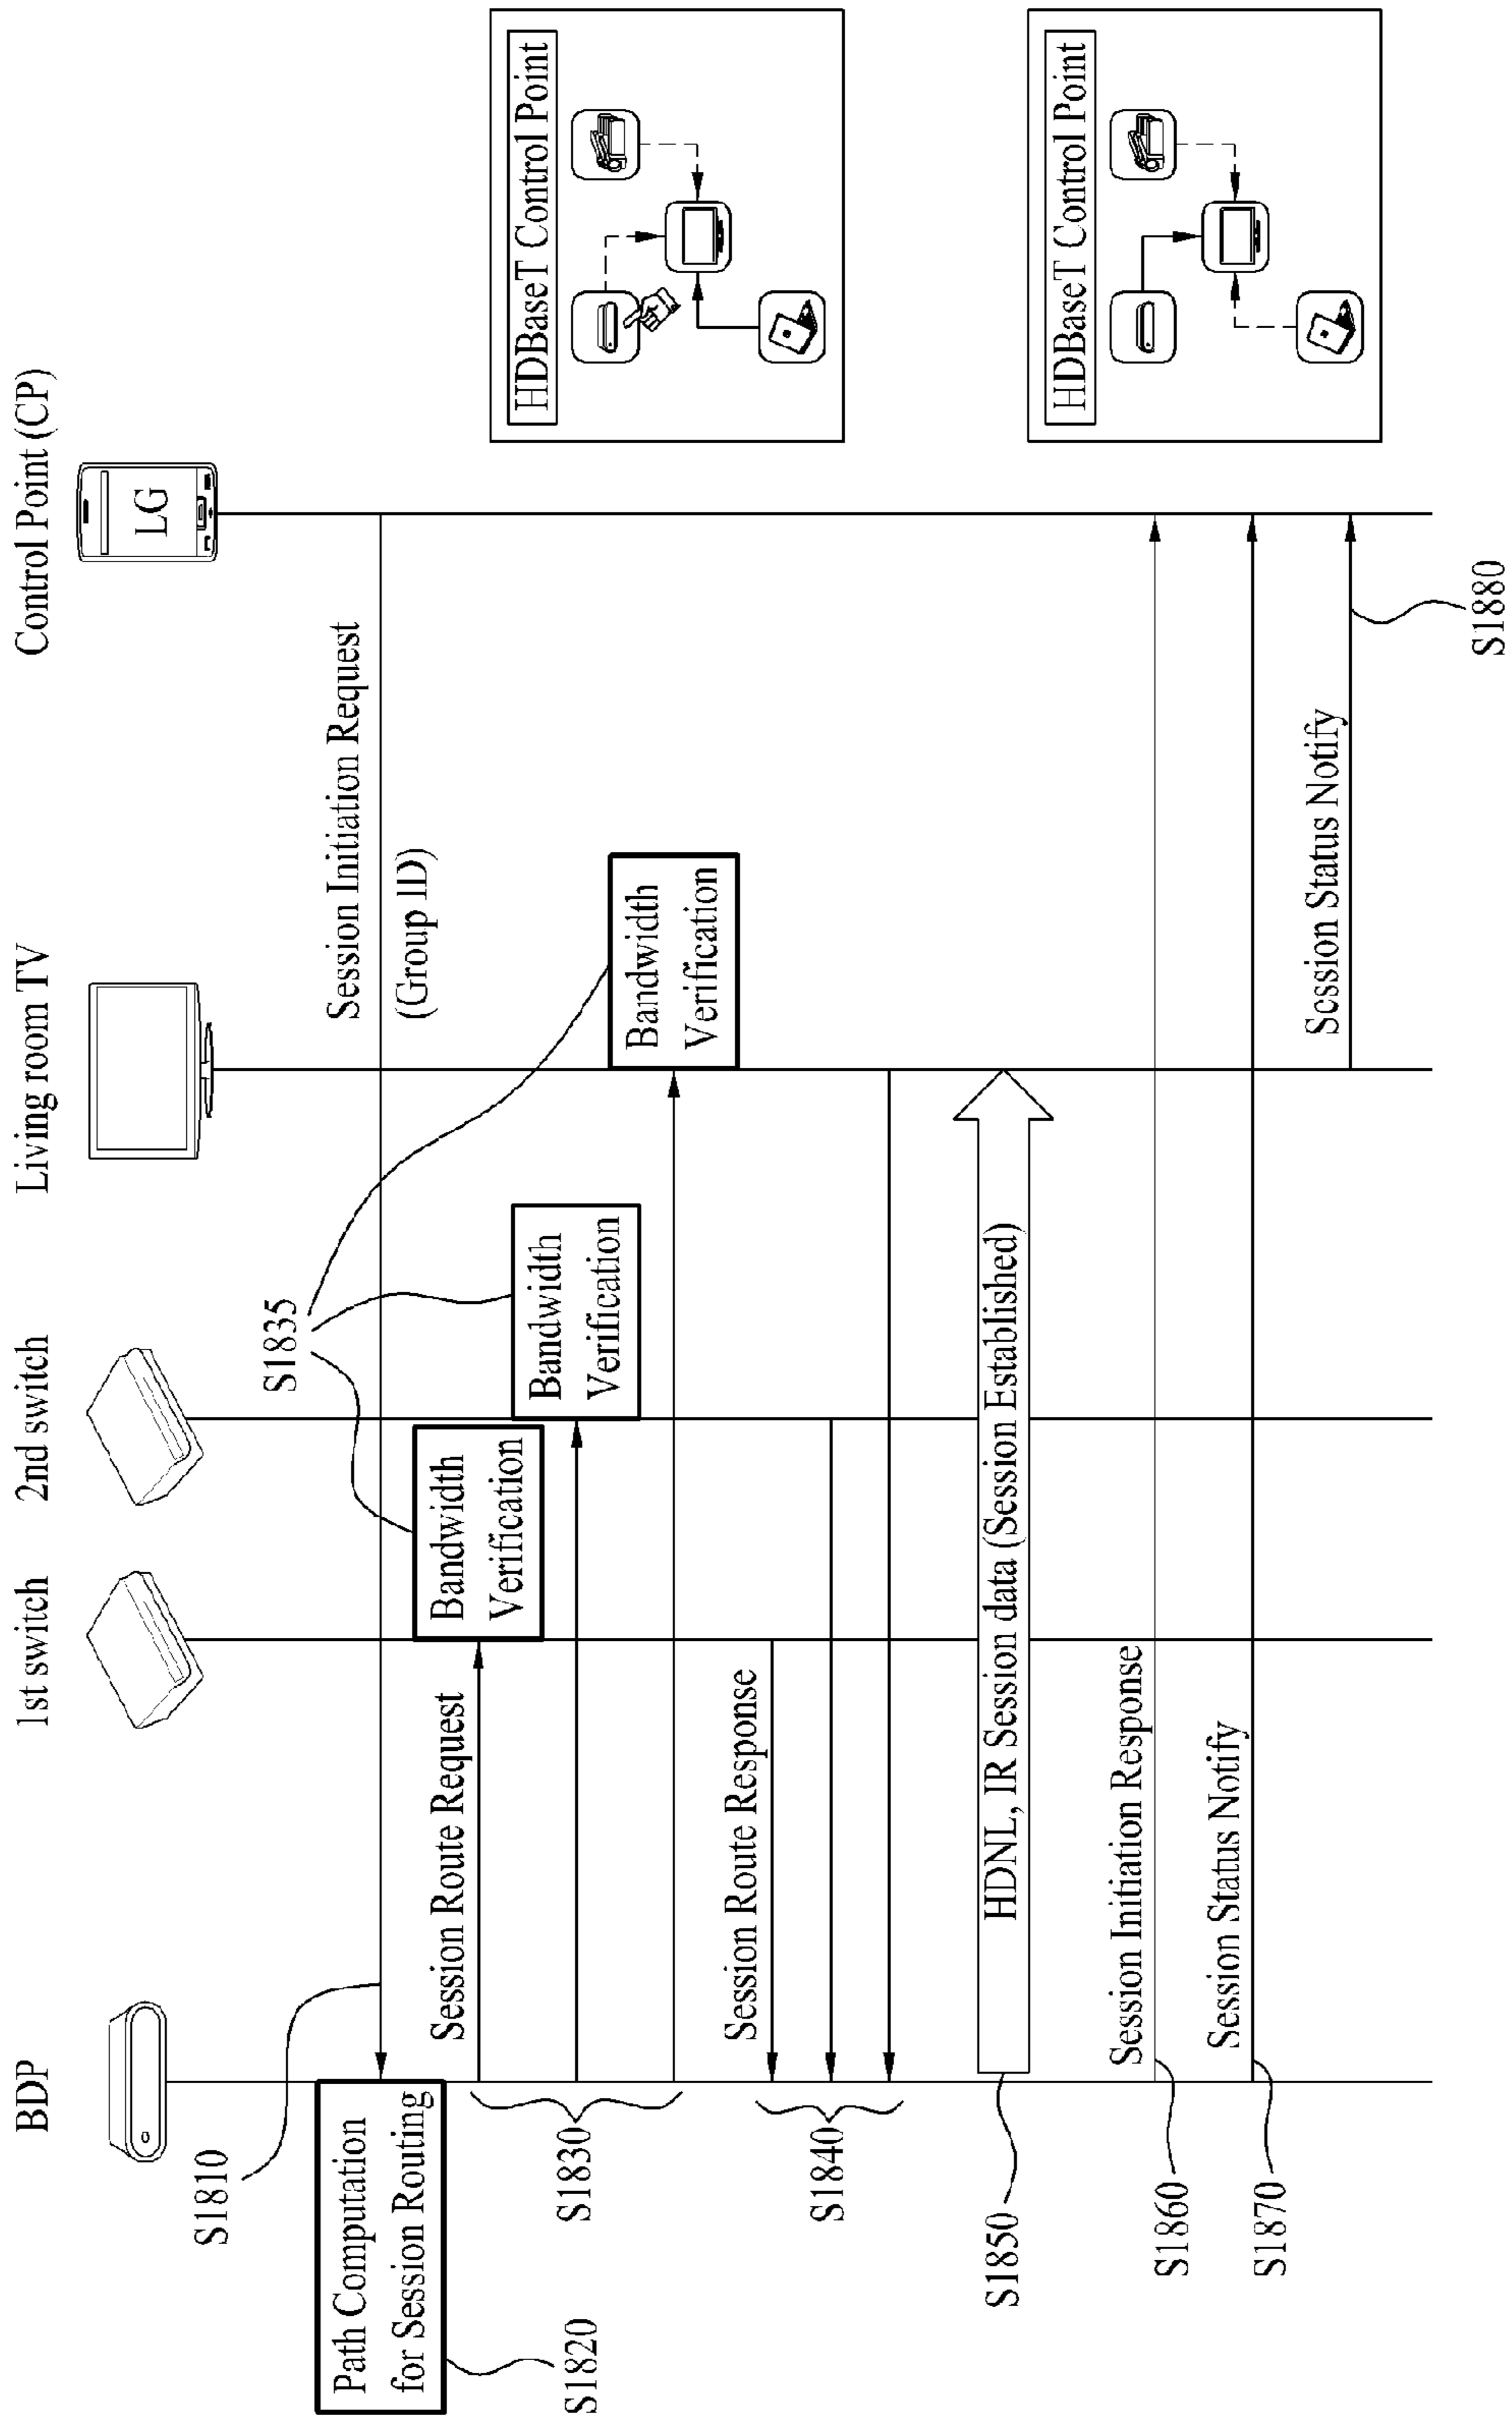 BDP
1st switch
2nd switch
Living room TV
Control Point (CP)
LG
S1810
Session Initiation Request
(Group ID)
Path Computation
for Session Routing
S1820
S1835
Session Route Request
Bandwidth
Verification
Bandwidth
Verification
Bandwidth
Verification
S1830
HDBaseT Control Point
Session Route Response
S1840
HDNL, IR Session data (Session Established)
S1850
Session Initiation Response
S1860
Session Status Notify
S1870
Session Status Notify
S1880
HDBaseT Control Point